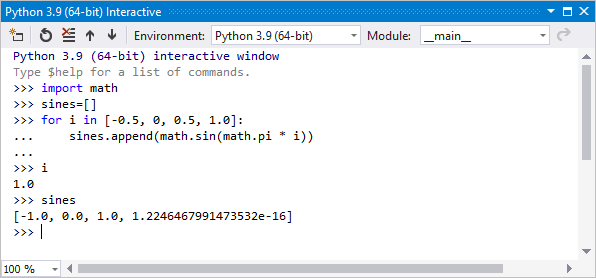 Python 3.9 (64-bit) Interactive
Environment: Python 3.9 (64-bit) Module: __main__
Python 3.9 (64-bit) interactive window
Type $help for a list of commands.
>>> import math
>>> sines=[]
>>> for i in [-0.5, 0, 0.5, 1.0]:
...     sines.append(math.sin(math.pi * i))
...
>>> i
1.0
>>> sines
[-1.0, 0.0, 1.0, 1.2246467991473532e-16]
>>>
100 %